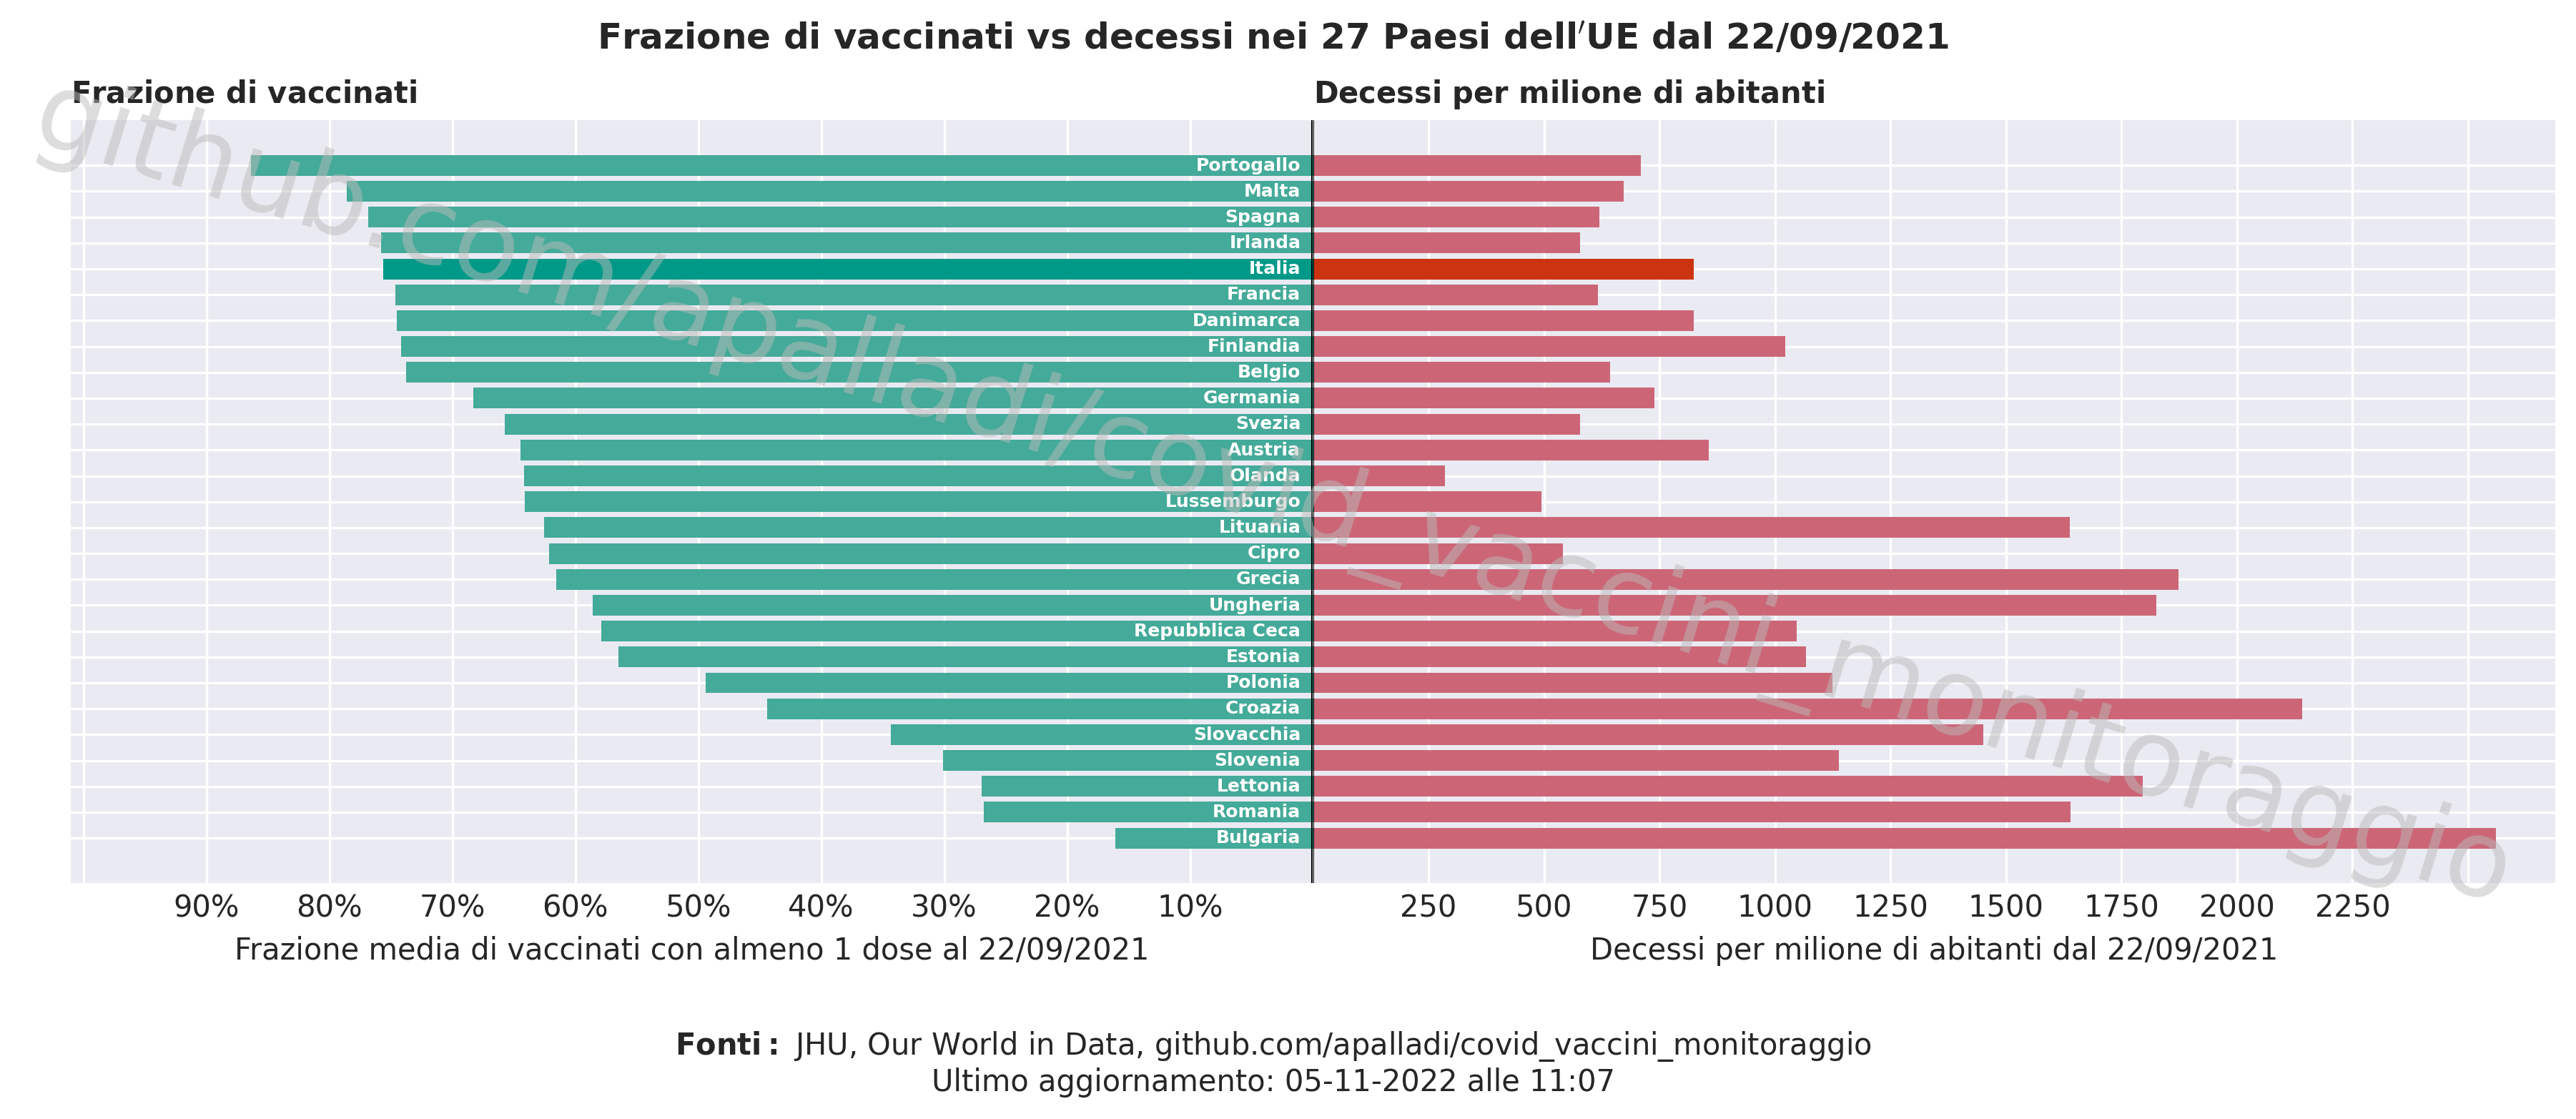 Frazione di vaccinati vs decessi nei 27 Paesi dell′UE dal 22/09/2021
Frazione di vaccinati
Decessi per milione di abitanti
github.com/apalladi/covid_vaccini_monitoraggio
Portogallo
Malta
Spagna
Irlanda
Italia
Francia
Danimarca
Finlandia
Belgio
Germania
Svezia
Austria
Olanda
Lussemburgo
Lituania
Cipro
Grecia
Ungheria
Repubblica Ceca
Estonia
Polonia
Croazia
Slovacchia
Slovenia
Lettonia
Romania
Bulgaria
90% 80% 70% 60% 50% 40% 30% 20% 10%
250 500 750 1000 1250 1500 1750 2000 2250
Frazione media di vaccinati con almeno 1 dose al 22/09/2021
Decessi per milione di abitanti dal 22/09/2021
Fonti: JHU, Our World in Data, github.com/apalladi/covid_vaccini_monitoraggio
Ultimo aggiornamento: 05-11-2022 alle 11:07